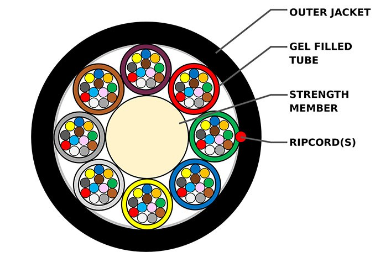 OUTER JACKET
GEL FILLED
TUBE
STRENGTH
MEMBER
RIPCORD(S)